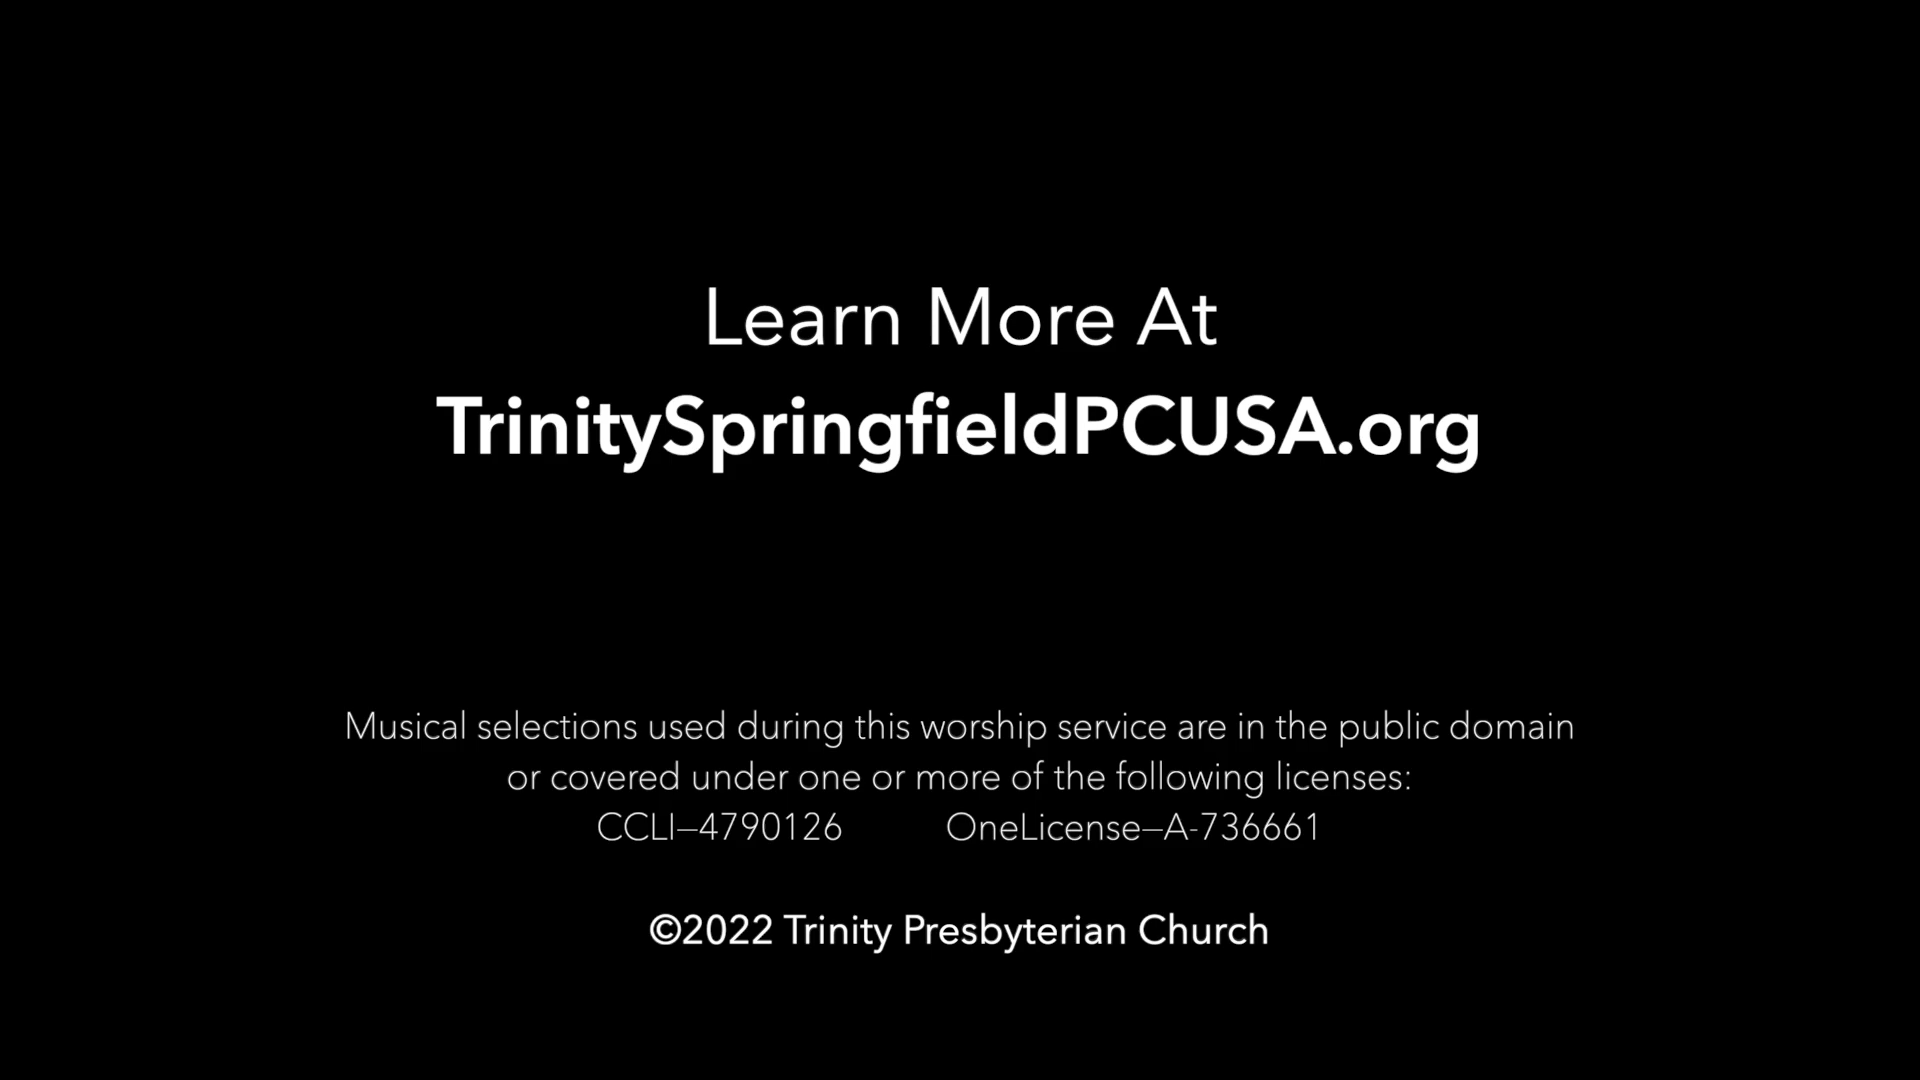 Learn More At
TrinitySpringfieldPCUSA.org
Musical selections used during this worship service are in the public domain
or covered under one or more of the following licenses:
CCLI–4790126 OneLicense–A-736661
©2022 Trinity Presbyterian Church